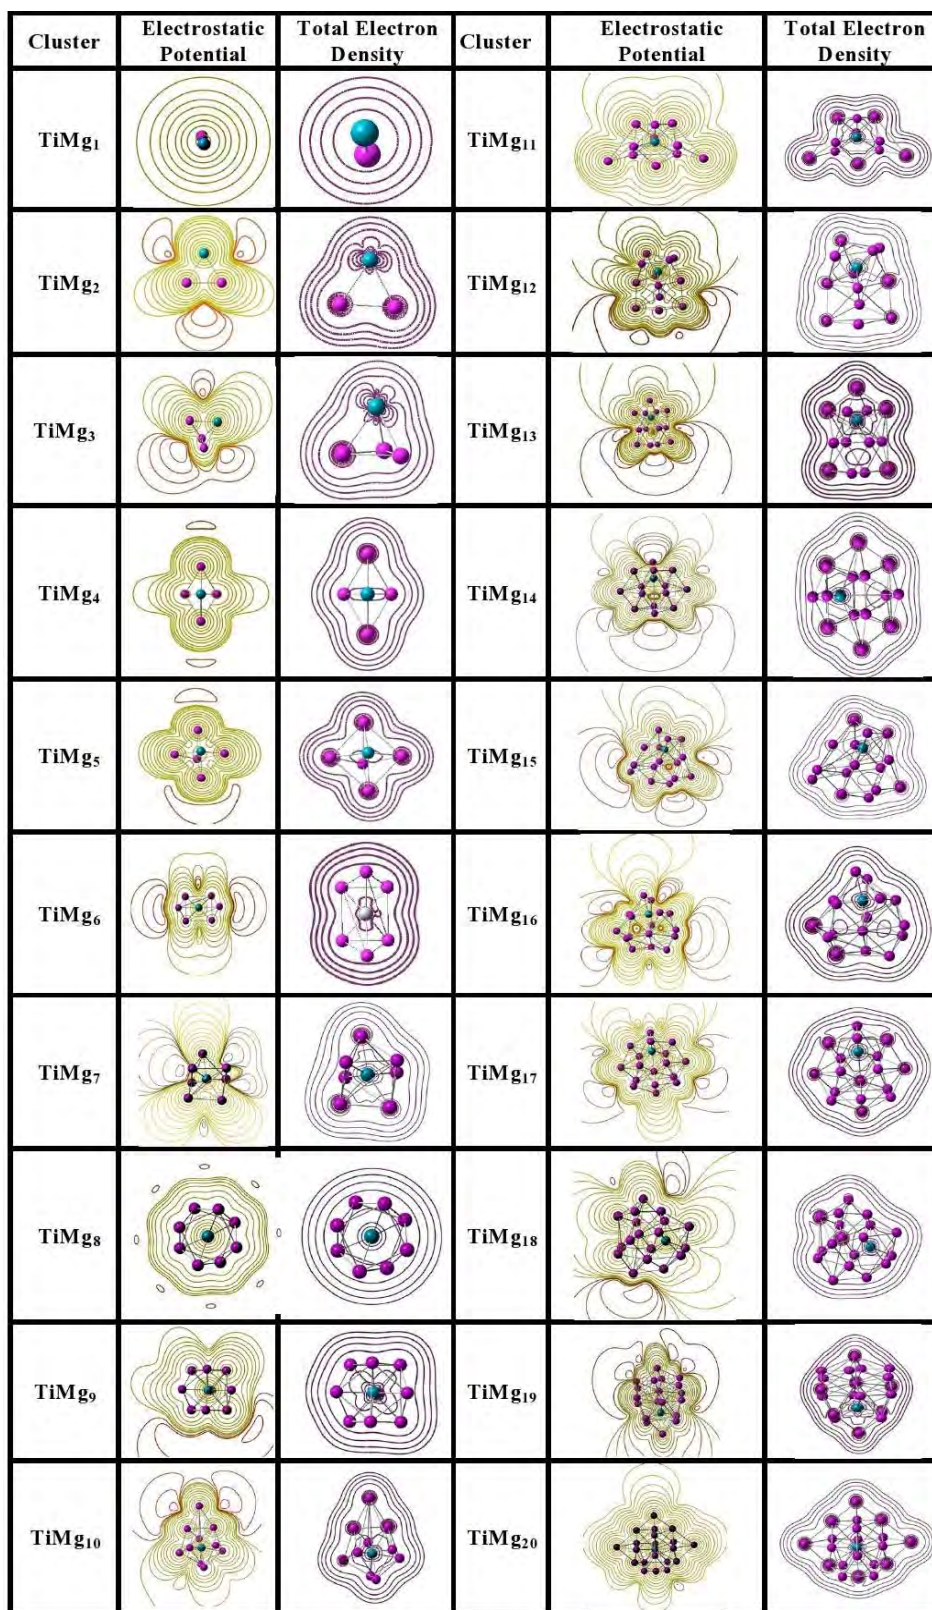 Cluster Electrostatic Potential Total Electron Density Cluster Electrostatic Potential Total Electron Density
TiMg₁ TiMg₁₁
TiMg₂ TiMg₁₂
TiMg₃ TiMg₁₃
TiMg₄ TiMg₁₄
TiMg₅ TiMg₁₅
TiMg₆ TiMg₁₆
TiMg₇ TiMg₁₇
TiMg₈ TiMg₁₈
TiMg₉ TiMg₁₉
TiMg₁₀ TiMg₂₀